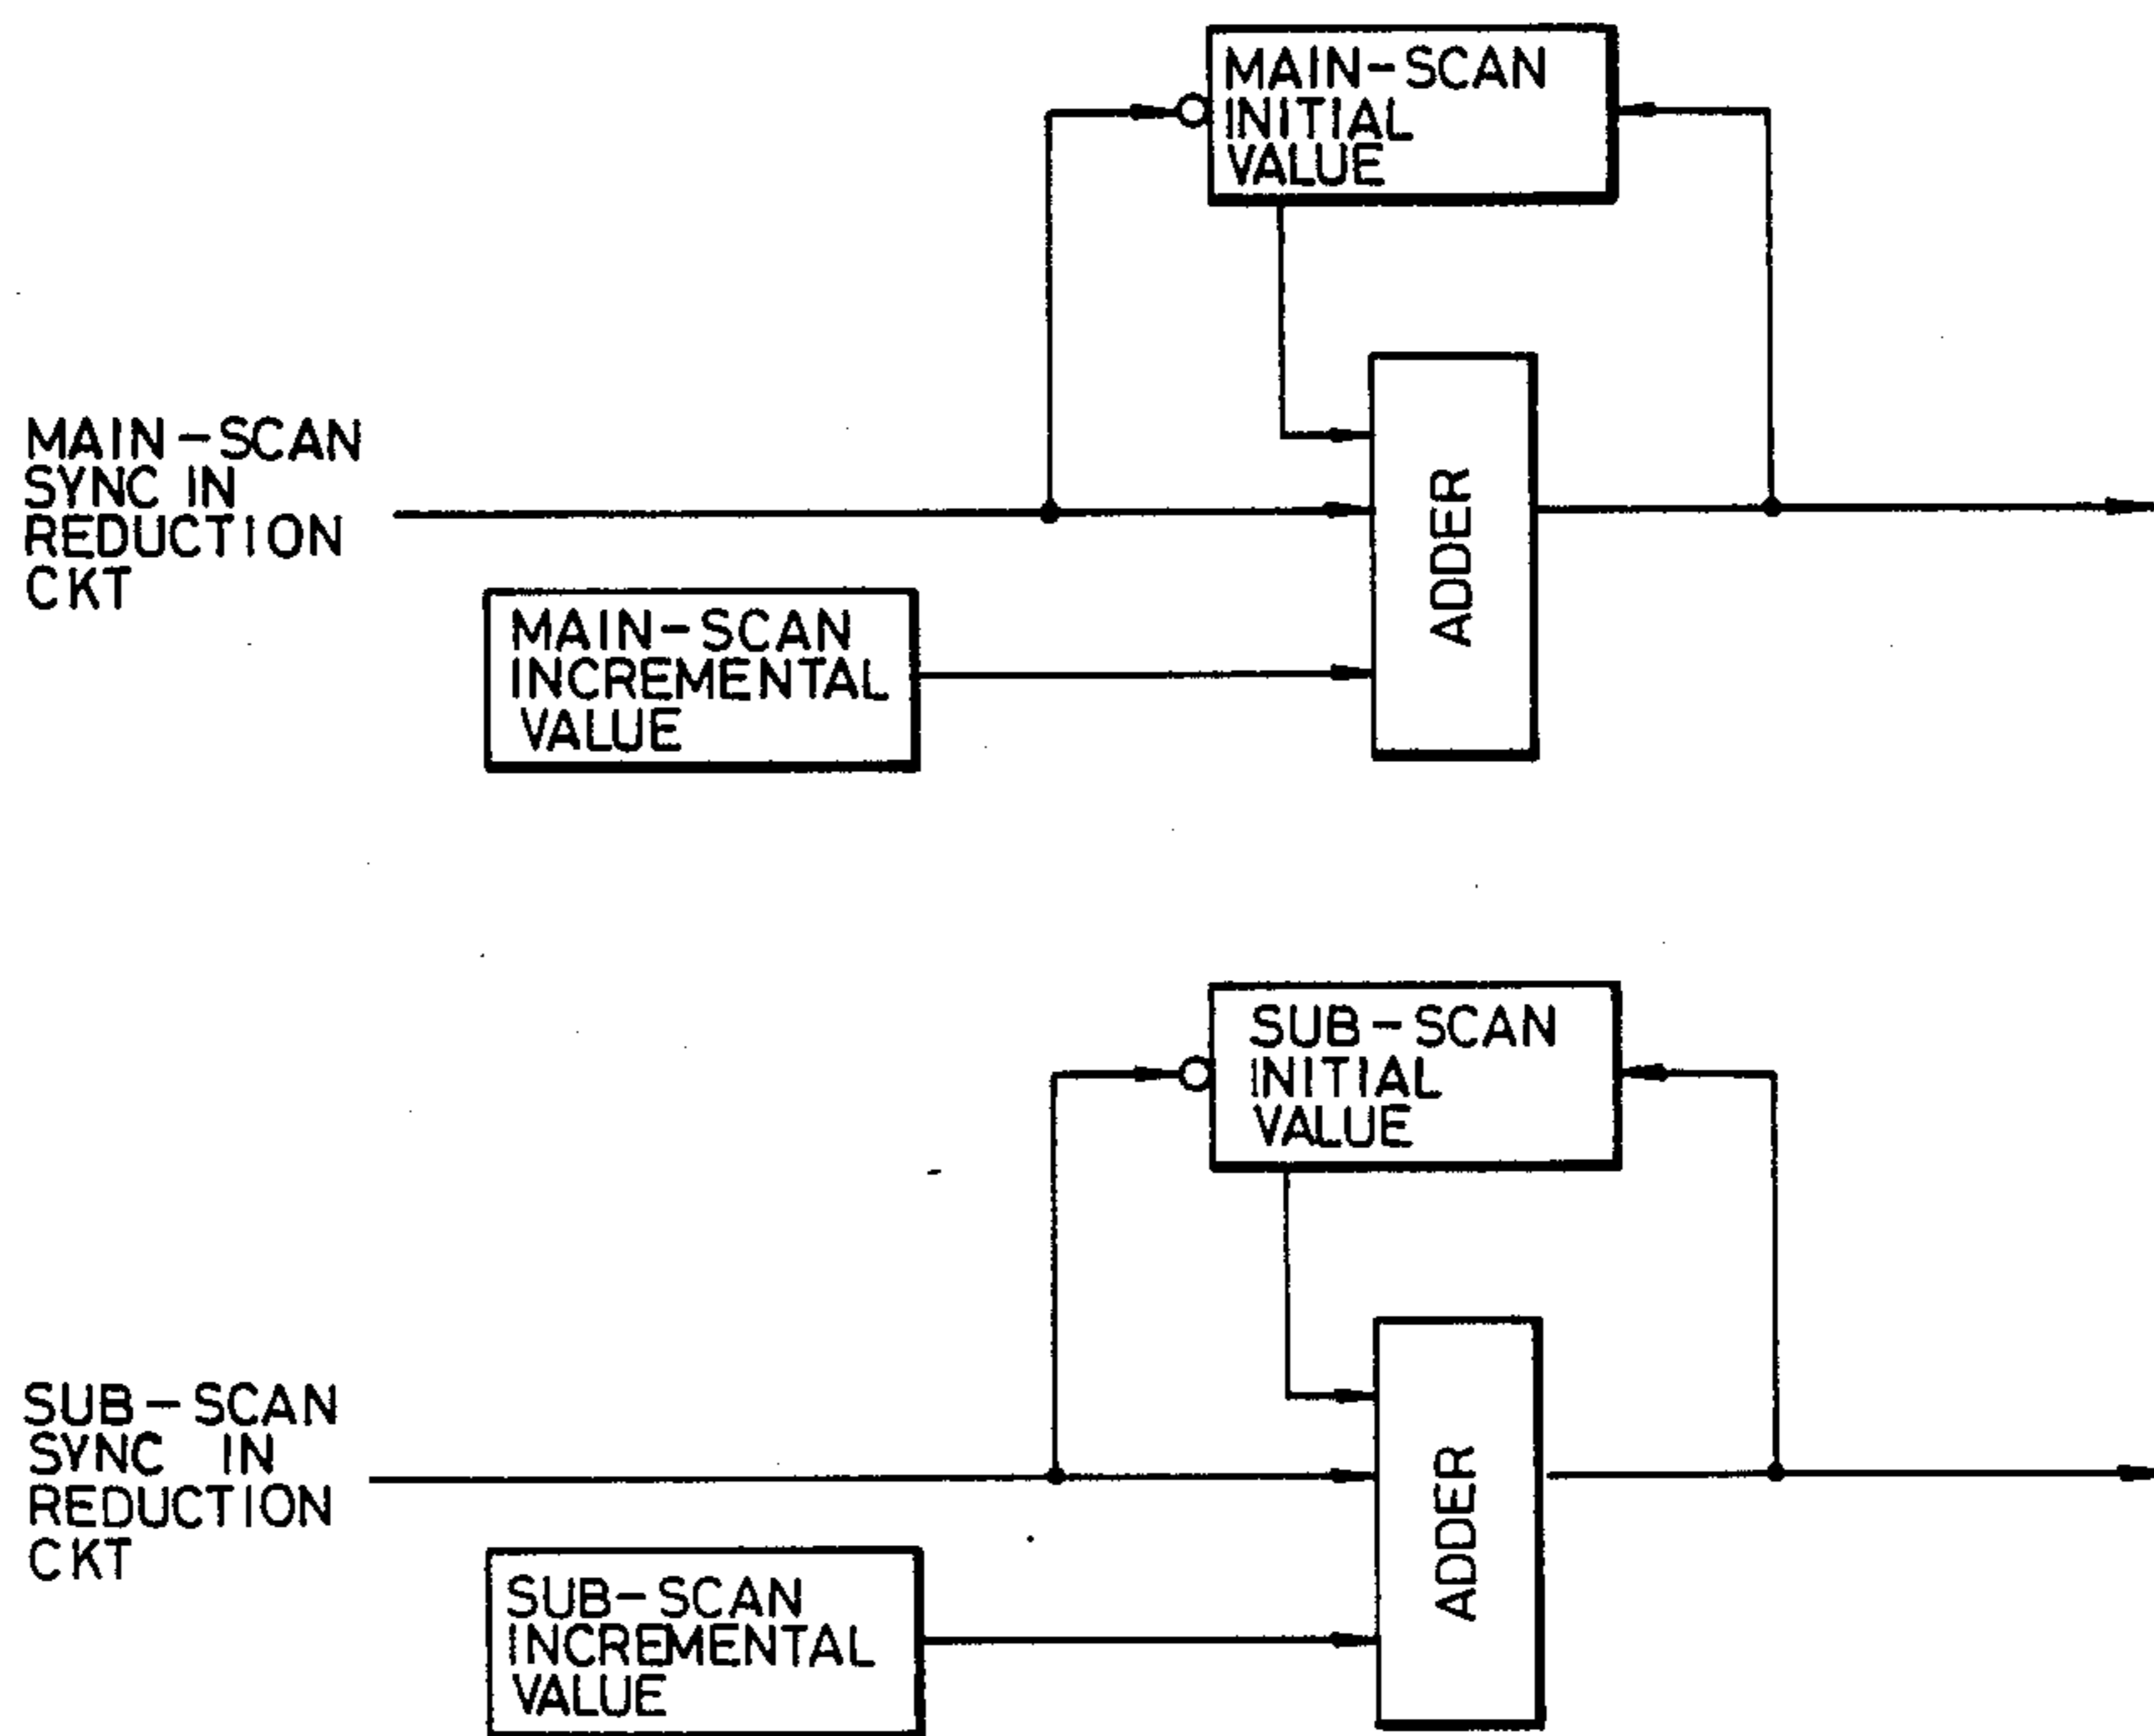 MAIN-SCAN
INITIAL
VALUE
MAIN-SCAN
SYNC IN
REDUCTION
CKT
ADDER
MAIN-SCAN
INCREMENTAL
VALUE
SUB-SCAN
INITIAL
VALUE
SUB-SCAN
SYNC IN
REDUCTION
CKT
ADDER
SUB-SCAN
INCREMENTAL
VALUE